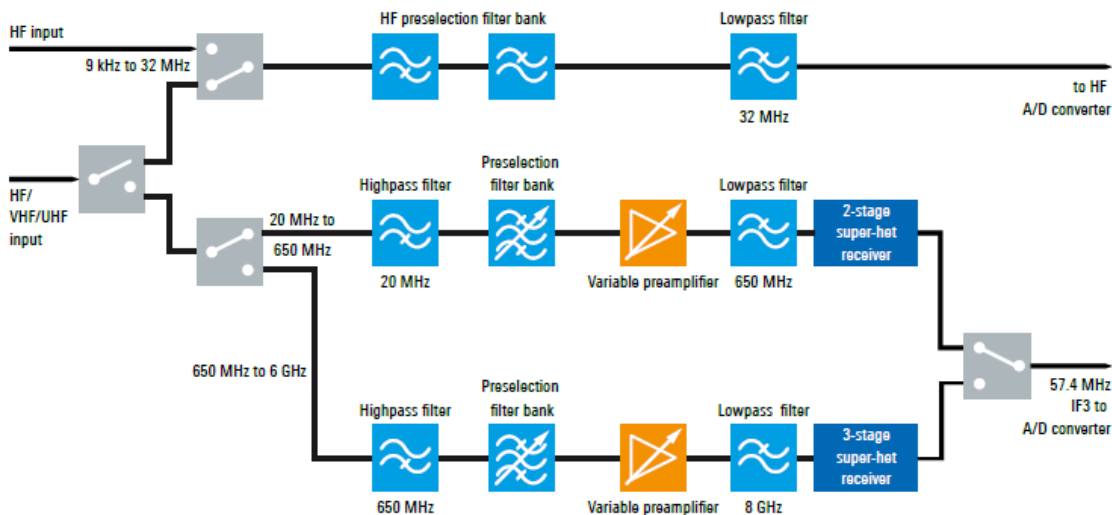 HF input
9 kHz to 32 MHz
HF preselection filter bank
Lowpass filter
32 MHz
to HF
A/D converter
HF/
VHF/UHF
input
20 MHz to
650 MHz
Highpass filter
20 MHz
Preselection
filter bank
Variable preamplifier
Lowpass filter
650 MHz
2-stage
super-het
receiver
650 MHz to 6 GHz
Highpass filter
650 MHz
Preselection
filter bank
Variable preamplifier
Lowpass filter
8 GHz
3-stage
super-het
receiver
57.4 MHz
IF3 to
A/D converter